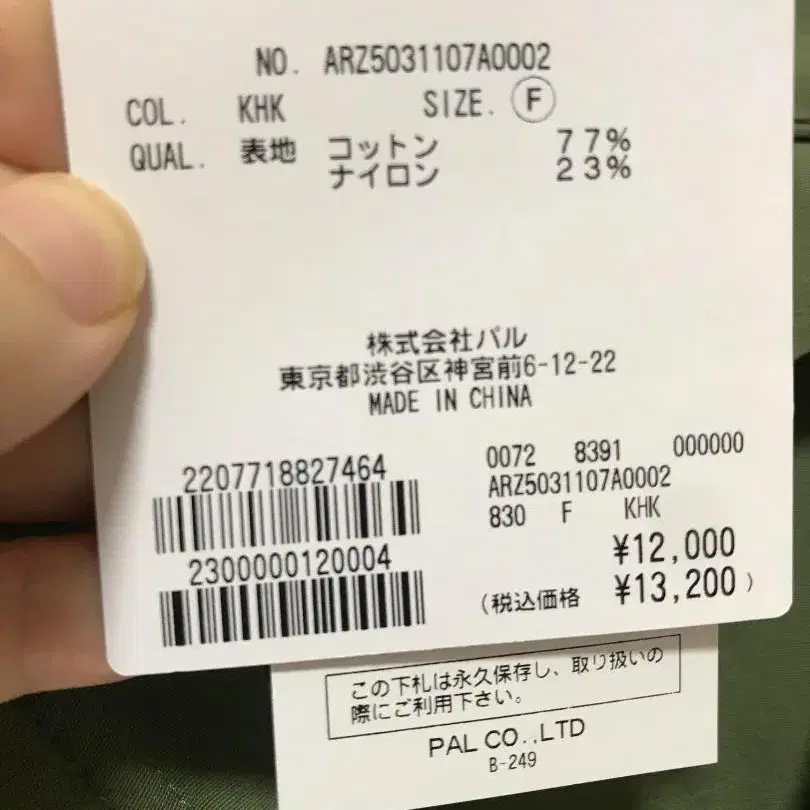 NO. ARZ5031107A0002
COL. KHK SIZE. F
QUAL. 表地 コットン 77%
ナイロン 23%
株式会社パル
東京都渋谷区神宮前6-12-22
MADE IN CHINA
2207718827464
2300000120004
0072 8391 000000
ARZ5031107A0002
830 F KHK
¥12,000
(税込価格 ¥13,200)
この下札は永久保存し、取り扱いの
際にご利用下さい。
PAL CO.,LTD
B-249